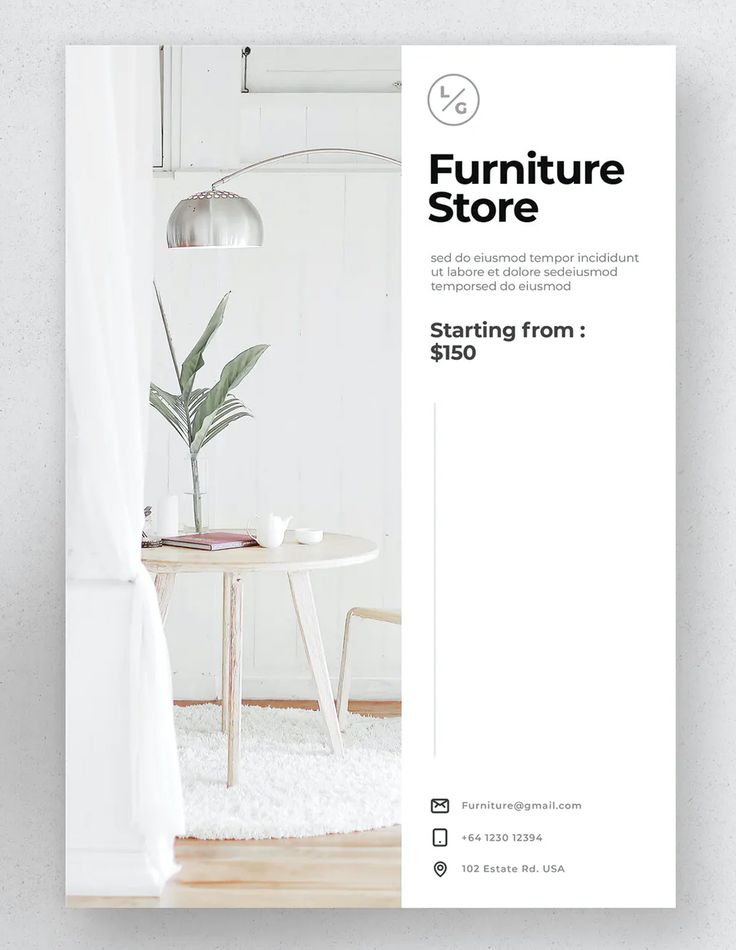 L/G
Furniture
Store
sed do eiusmod tempor incididunt
ut labore et dolore sedeiusmod
temporsed do eiusmod
Starting from :
$150
Furniture@gmail.com
+64 1230 12394
102 Estate Rd. USA